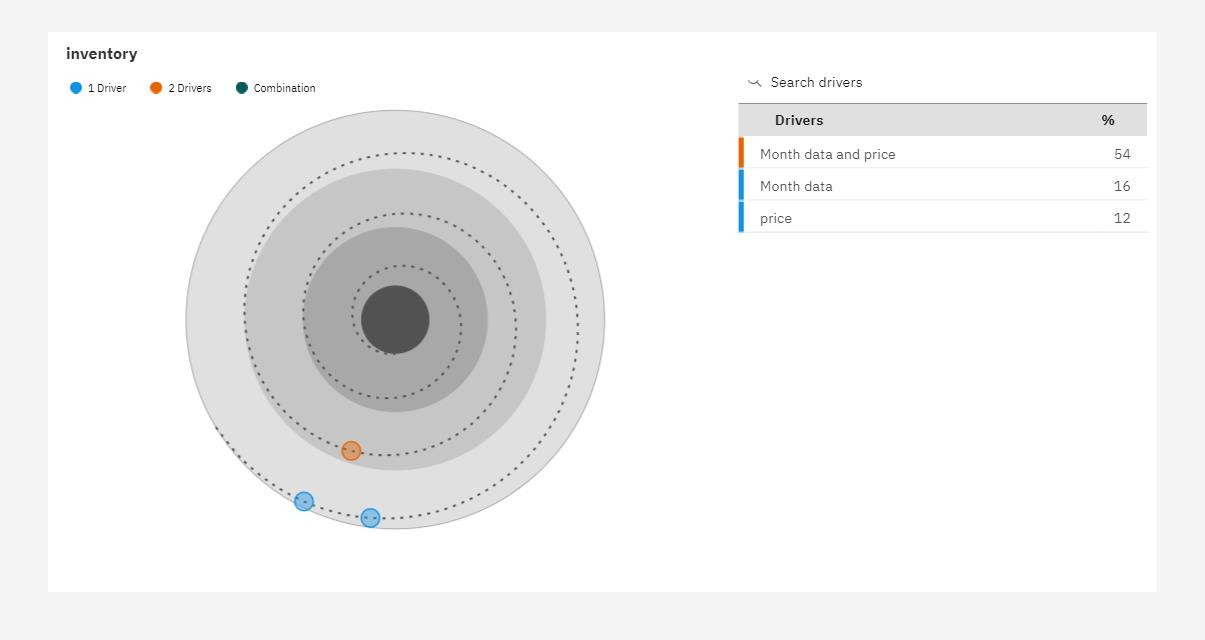 inventory
1 Driver 2 Drivers Combination
Search drivers
Drivers %
Month data and price 54
Month data 16
price 12